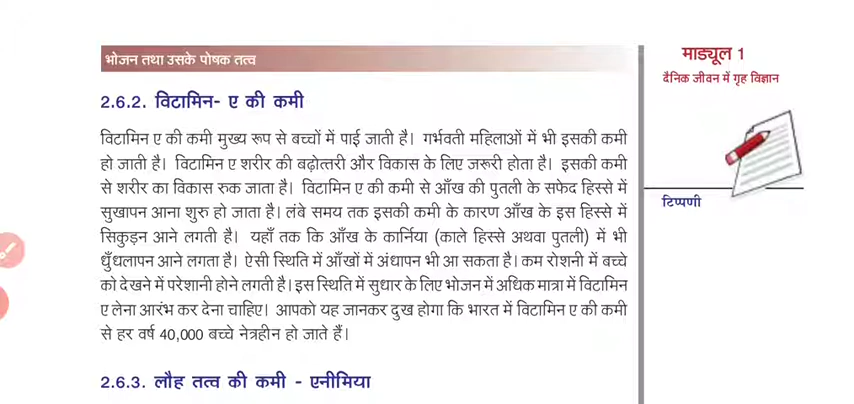 भोजन तथा उसके पोषक तत्व
माड्यूल 1
दैनिक जीवन में गृह विज्ञान
टिप्पणी
2.6.2. विटामिन- ए की कमी
विटामिन ए की कमी मुख्य रूप से बच्चों में पाई जाती है। गर्भवती महिलाओं में भी इसकी कमी
हो जाती है। विटामिन ए शरीर की बढ़ोत्तरी और विकास के लिए जरूरी होता है। इसकी कमी
से शरीर का विकास रुक जाता है। विटामिन ए की कमी से आँख की पुतली के सफेद हिस्से में
सुखापन आना शुरु हो जाता है। लंबे समय तक इसकी कमी के कारण आँख के इस हिस्से में
सिकुड़न आने लगती है। यहाँ तक कि आँख के कार्निया (काले हिस्से अथवा पुतली) में भी
धुँधलापन आने लगता है। ऐसी स्थिति में आँखों में अंधापन भी आ सकता है। कम रोशनी में बच्चे
को देखने में परेशानी होने लगती है। इस स्थिति में सुधार के लिए भोजन में अधिक मात्रा में विटामिन
ए लेना आरंभ कर देना चाहिए। आपको यह जानकर दुख होगा कि भारत में विटामिन ए की कमी
से हर वर्ष 40,000 बच्चे नेत्रहीन हो जाते हैं।
2.6.3. लौह तत्व की कमी - एनीमिया